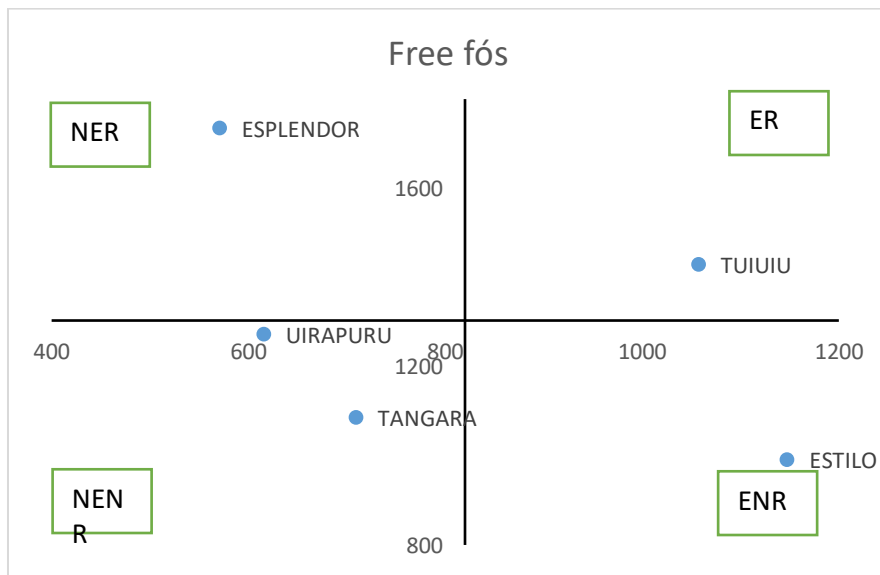 Free fós
NER
ESPLENDOR
ER
1600
TUIUIU
UIRAPURU
400
600
800
1000
1200
1200
TANGARA
ESTILO
NEN
R
ENR
800